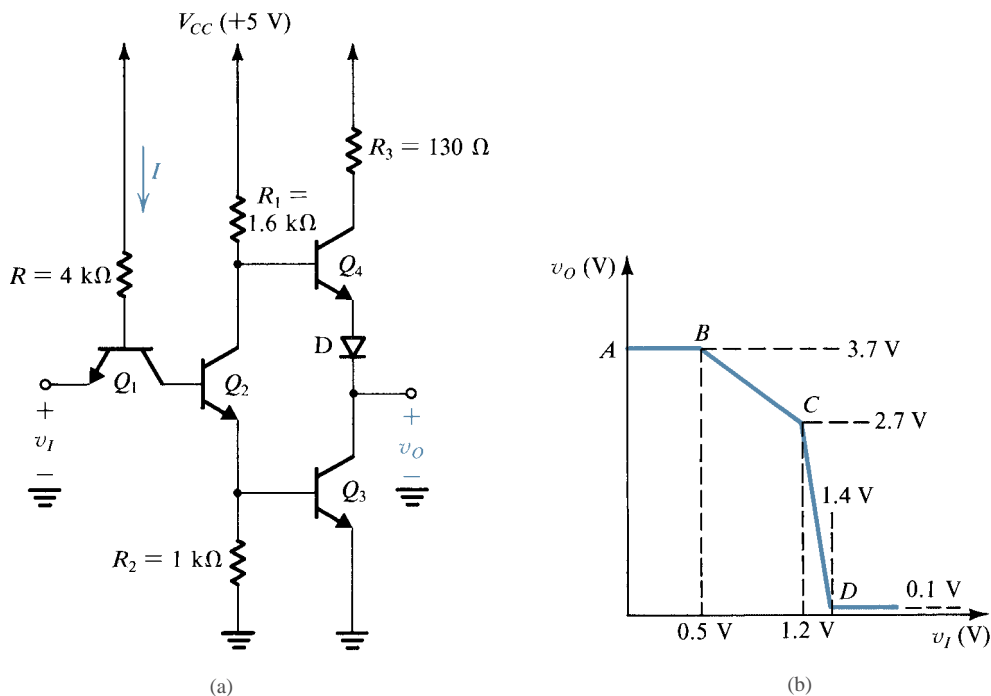 V_CC (+5 V)
I
R_3 = 130 Ω
R_1 =
1.6 kΩ
R = 4 kΩ
Q_4
D
Q_1
Q_2
+
v_I
−
+
v_O
−
Q_3
R_2 = 1 kΩ
(a)
v_O (V)
A
B
3.7 V
C
2.7 V
1.4 V
D
0.1 V
0.5 V
1.2 V
v_I (V)
(b)